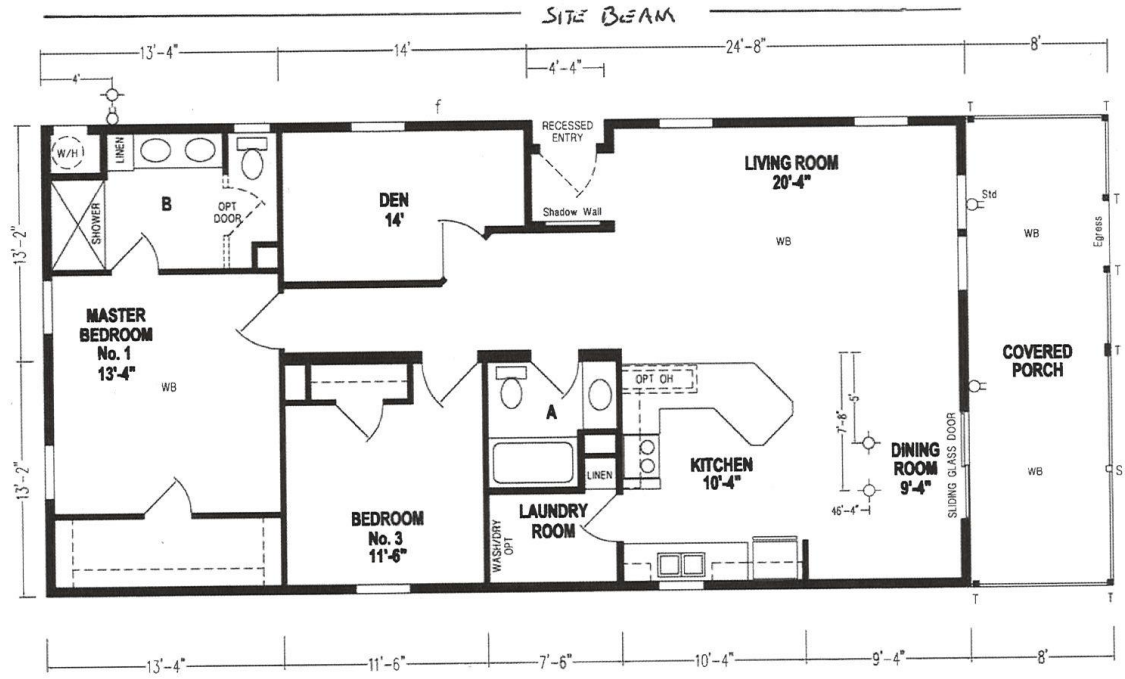 SITE BEAM
13'-4"
14'
24'-8"
8'
4'-4"
4'
f
RECESSED
ENTRY
T
T
W/H
LINEN
LIVING ROOM
20'-4"
DEN
14'
B
OPT
DOOR
SHOWER
Shadow Wall
Std
T
WB
WB
Egress
13'-2"
T
MASTER
BEDROOM
No. 1
13'-4"
WB
COVERED
PORCH
T
OPT OH
A
5'
7'-8"
KITCHEN
10'-4"
DINING
ROOM
9'-4"
SLIDING GLASS DOOR
WB
S
LINEN
13'-2"
46'-4"
BEDROOM
No. 3
11'-6"
LAUNDRY
ROOM
WASH/DRY
OPT
T
T
13'-4"
11'-6"
7'-6"
10'-4"
9'-4"
8'